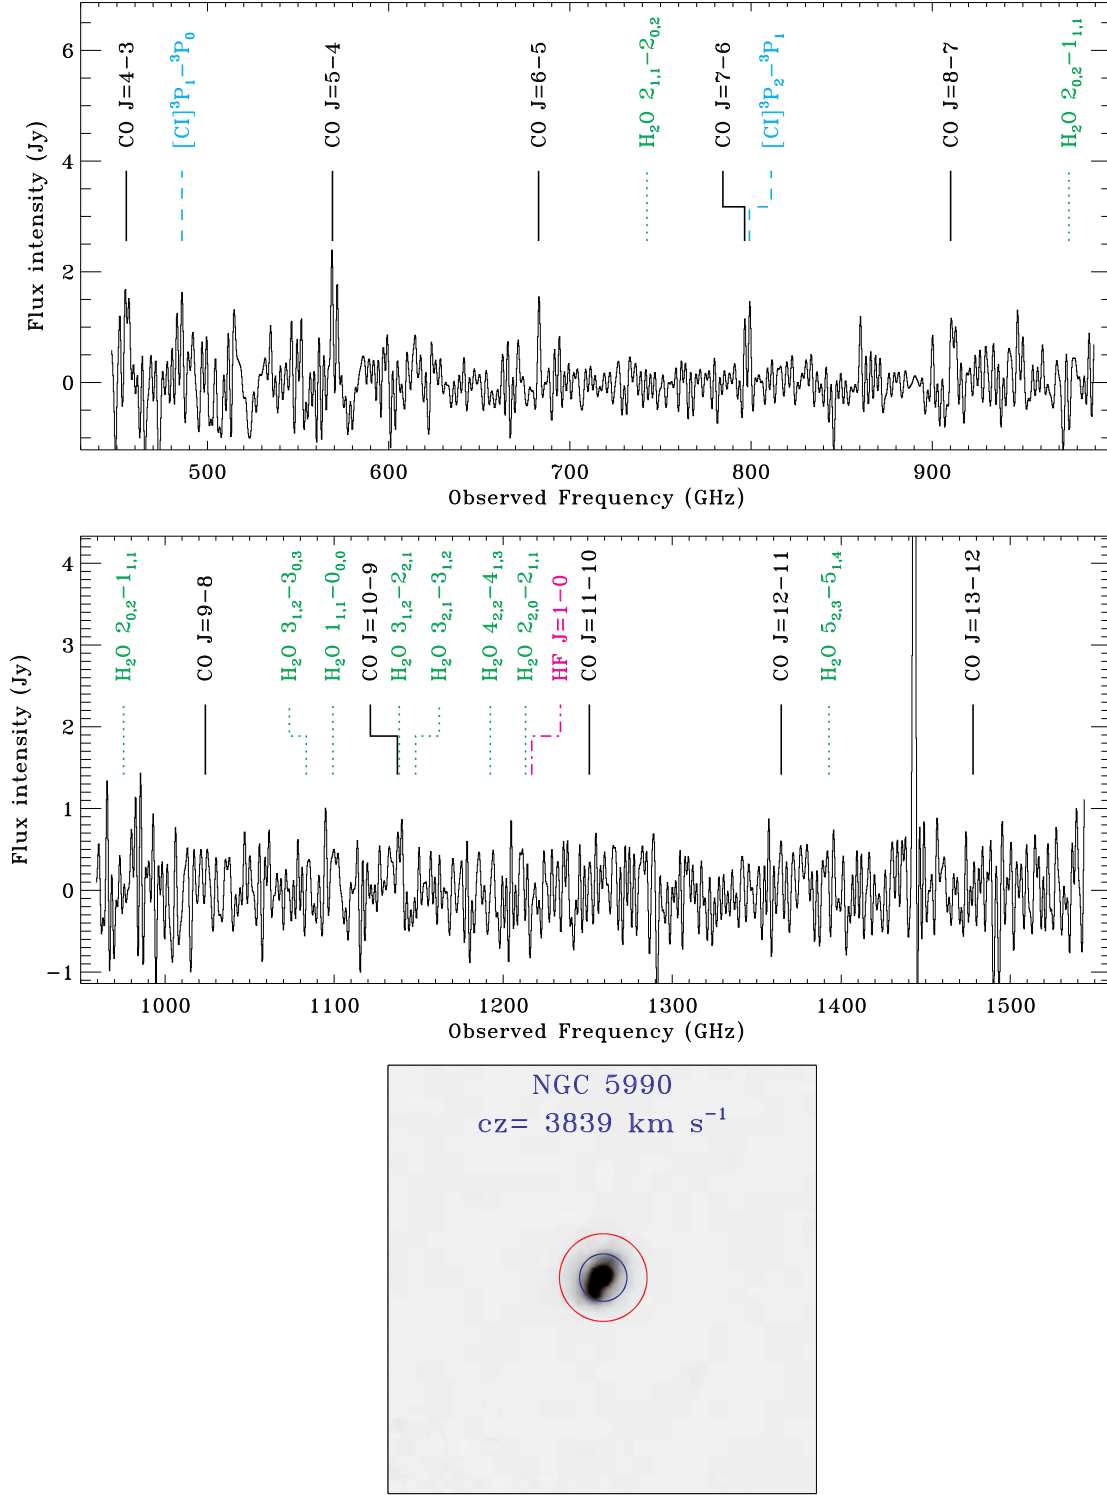 CO J=4−3
[CI]³P₁−³P₀
CO J=5−4
CO J=6−5
H₂O 2₁,₁−2₀,₂
CO J=7−6
[CI]³P₂−³P₁
CO J=8−7
H₂O 2₀,₂−1₁,₁
Flux intensity (Jy)
6
4
2
0
500 600 700 800 900
Observed Frequency (GHz)
H₂O 2₀,₂−1₁,₁
CO J=9−8
H₂O 3₁,₂−3₀,₃
H₂O 1₁,₁−0₀,₀
CO J=10−9
H₂O 3₁,₂−2₂,₁
H₂O 3₂,₁−3₁,₂
H₂O 4₂,₂−4₁,₃
H₂O 2₂,₀−2₁,₁
HF J=1−0
CO J=11−10
CO J=12−11
H₂O 5₂,₃−5₁,₄
CO J=13−12
Flux intensity (Jy)
4
3
2
1
0
−1
1000 1100 1200 1300 1400 1500
Observed Frequency (GHz)
NGC 5990
cz= 3839 km s⁻¹